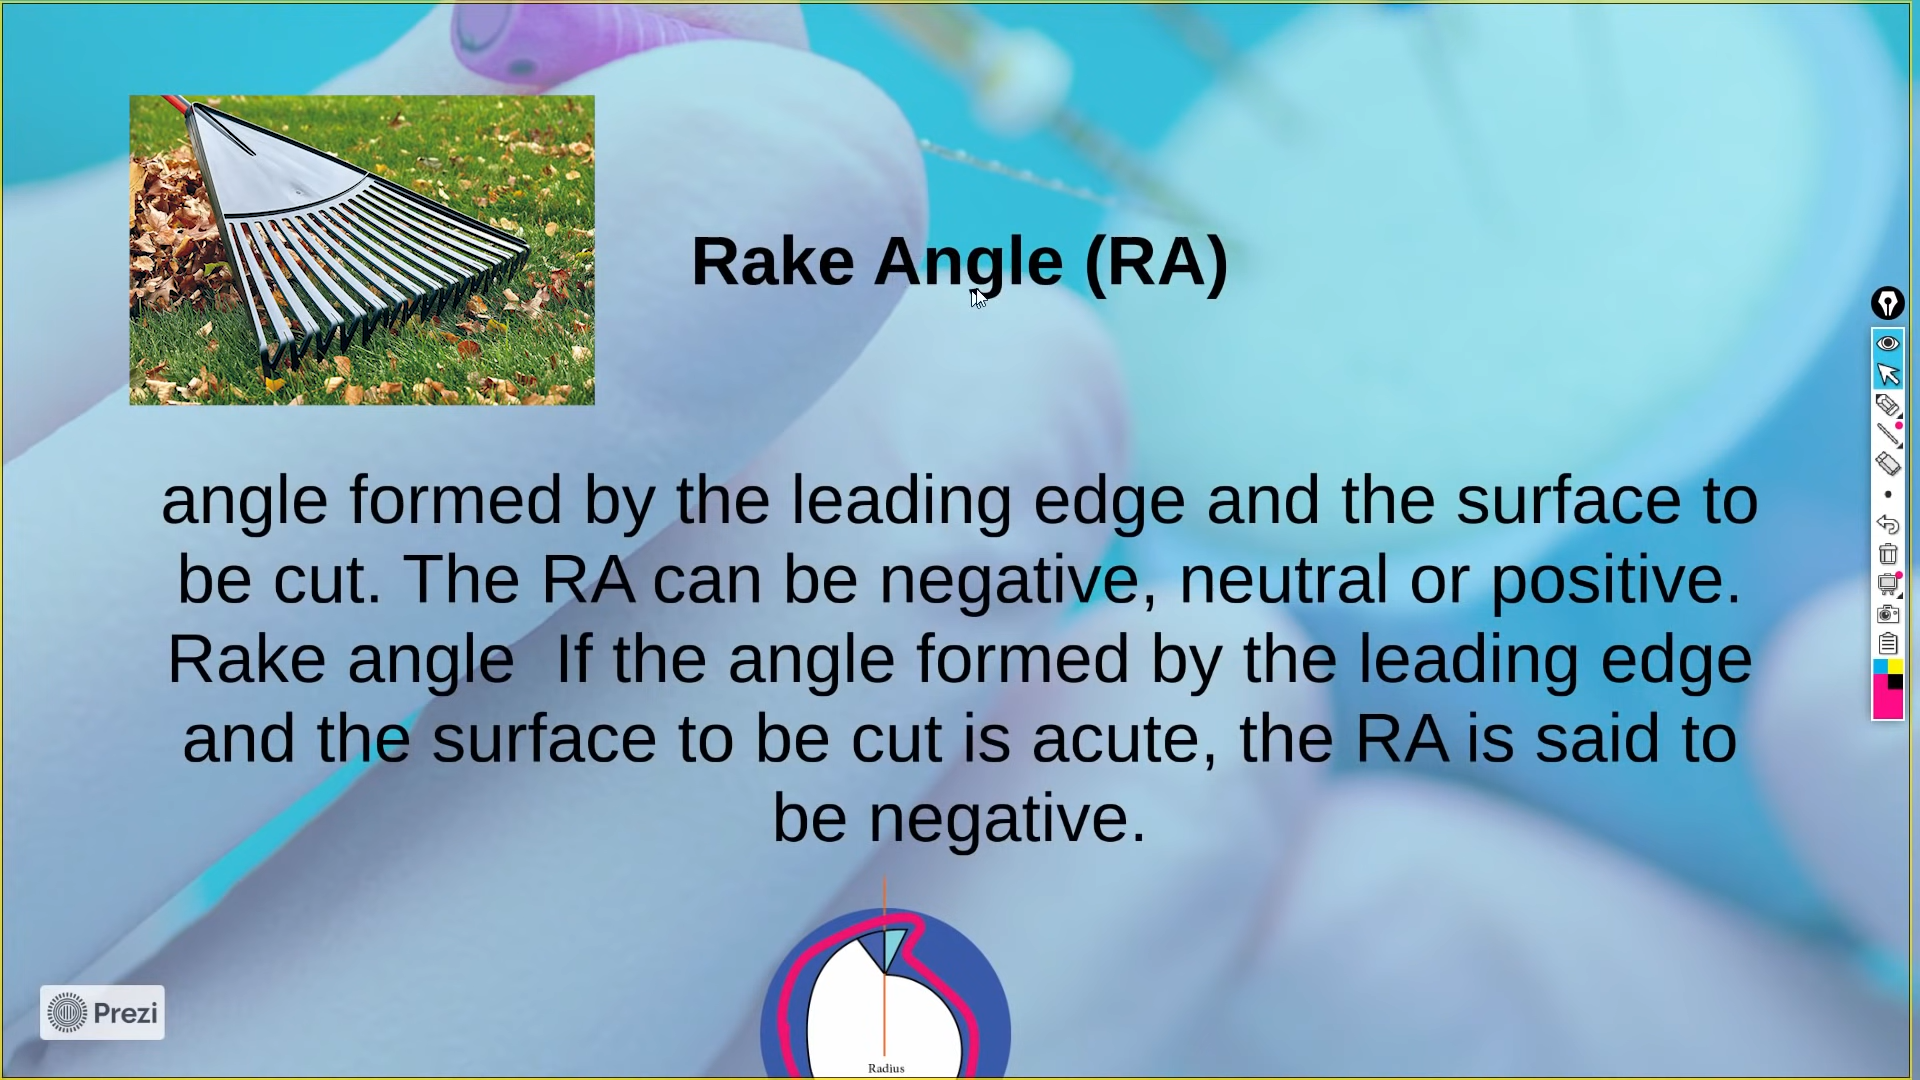 Rake Angle (RA)
angle formed by the leading edge and the surface to
be cut. The RA can be negative, neutral or positive.
Rake angle  If the angle formed by the leading edge
and the surface to be cut is acute, the RA is said to
be negative.
Radius
Prezi